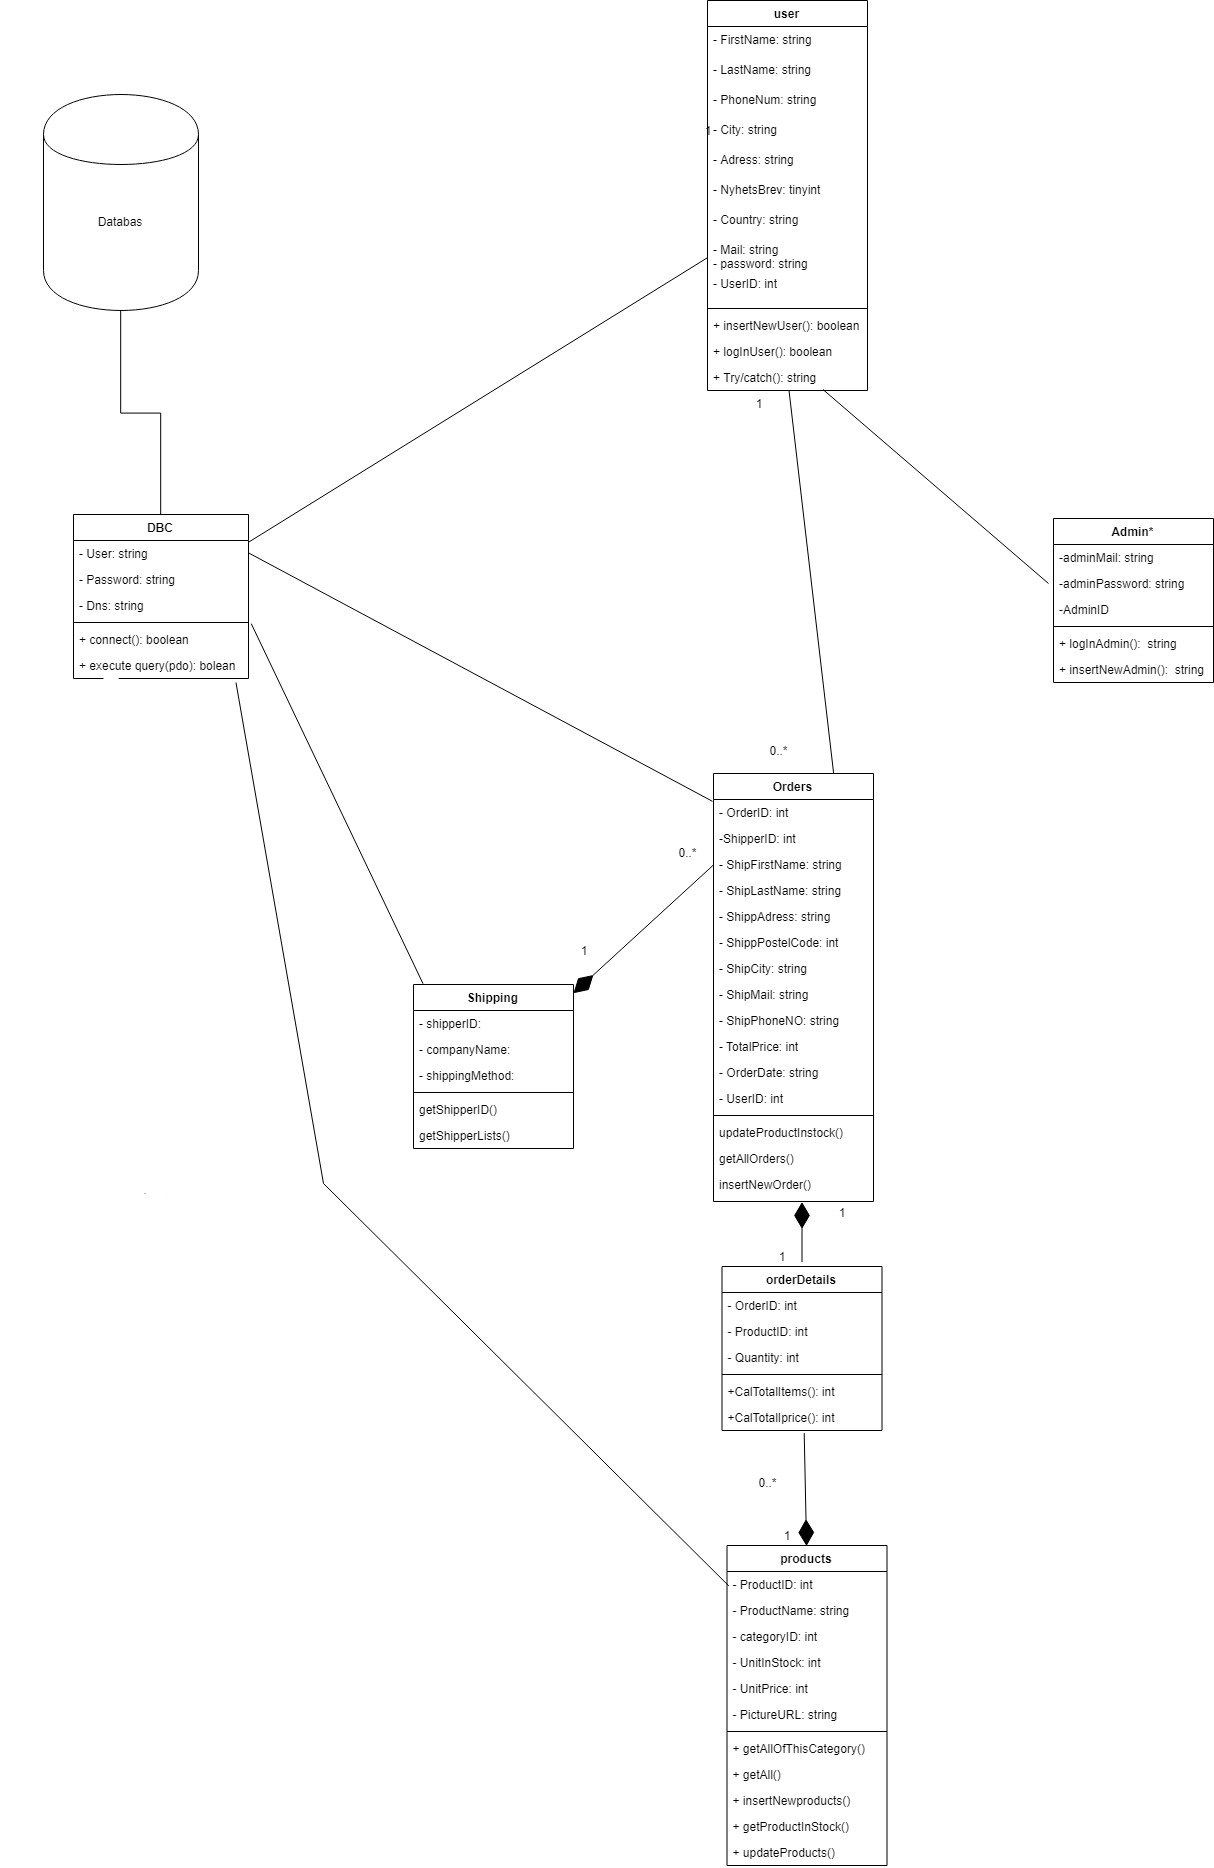 user
- FirstName: string
- LastName: string
- PhoneNum: string
1
- City: string
- Adress: string
- NyhetsBrev: tinyint
- Country: string
- Mail: string
- password: string
- UserID: int
+ insertNewUser(): boolean
+ logInUser(): boolean
+ Try/catch(): string
1
Databas
DBC
- User: string
- Password: string
- Dns: string
+ connect(): boolean
+ execute query(pdo): bolean
Admin*
-adminMail: string
-adminPassword: string
-AdminID
+ logInAdmin():  string
+ insertNewAdmin():  string
0..*
Orders
- OrderID: int
-ShipperID: int
- ShipFirstName: string
- ShipLastName: string
- ShippAdress: string
- ShippPostelCode: int
- ShipCity: string
- ShipMail: string
- ShipPhoneNO: string
- TotalPrice: int
- OrderDate: string
- UserID: int
updateProductInstock()
getAllOrders()
insertNewOrder()
0..*
1
Shipping
- shipperID:
- companyName:
- shippingMethod:
getShipperID()
getShipperLists()
1
1
orderDetails
- OrderID: int
- ProductID: int
- Quantity: int
+CalTotalItems(): int
+CalTotalIprice(): int
0..*
1
products
- ProductID: int
- ProductName: string
- categoryID: int
- UnitInStock: int
- UnitPrice: int
- PictureURL: string
+ getAllOfThisCategory()
+ getAll()
+ insertNewproducts()
+ getProductInStock()
+ updateProducts()